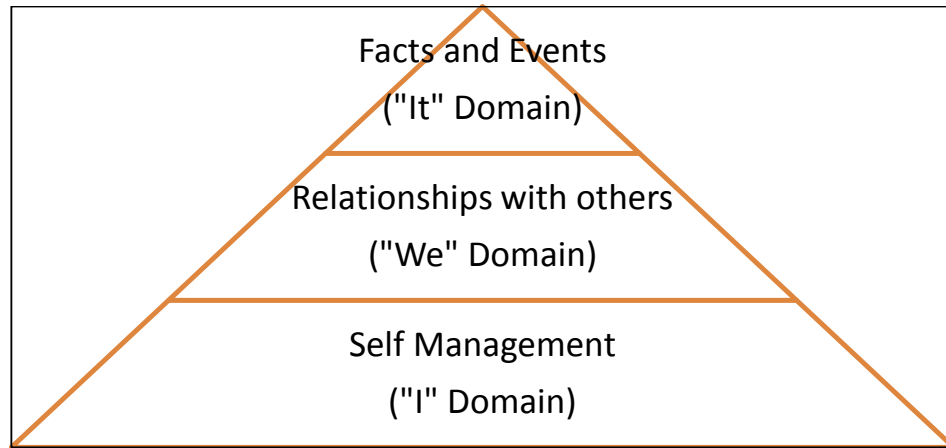 Facts and Events
("It" Domain)
Relationships with others
("We" Domain)
Self Management
("I" Domain)